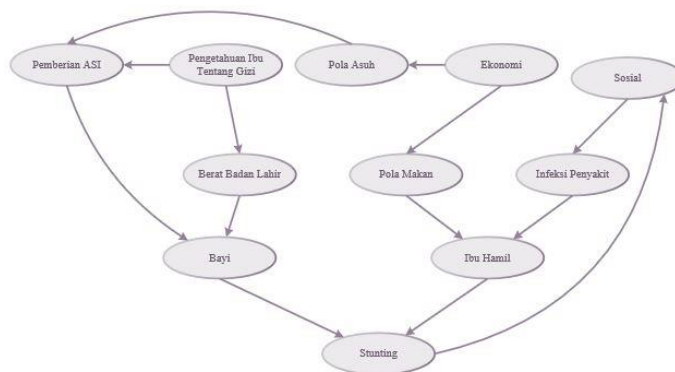 Pemberian ASI
Pengetahuan Ibu
Tentang Gizi
Pola Asuh
Ekonomi
Sosial
Berat Badan Lahir
Pola Makan
Infeksi Penyakit
Bayi
Ibu Hamil
Stunting